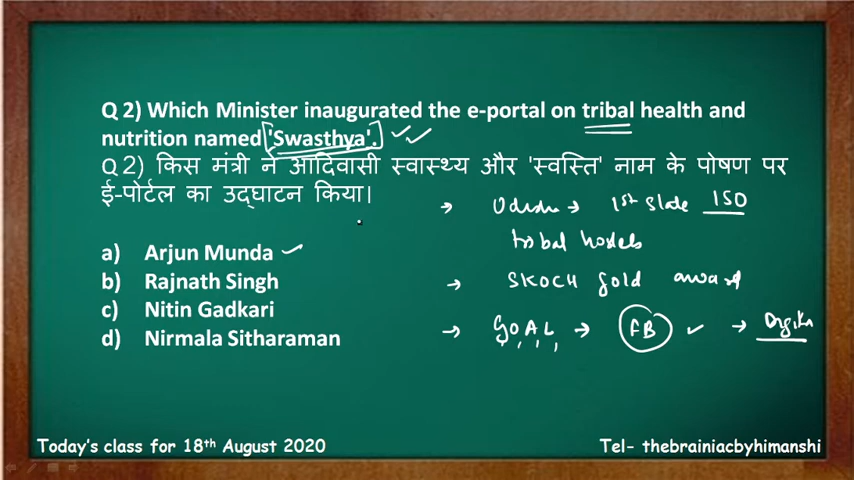 Q 2) Which Minister inaugurated the e-portal on tribal health and
nutrition named 'Swasthya'.
Q 2) किस मंत्री ने आदिवासी स्वास्थ्य और 'स्वस्ति' नाम के पोषण पर
ई-पोर्टल का उद्घाटन किया।
→ → 1st state ISO
tribal hostels
→ SKOCH gold award
→ GOAL → FB →
a) Arjun Munda
b) Rajnath Singh
c) Nitin Gadkari
d) Nirmala Sitharaman
Today's class for 18th August 2020
Tel- thebrainiacbyhimanshi